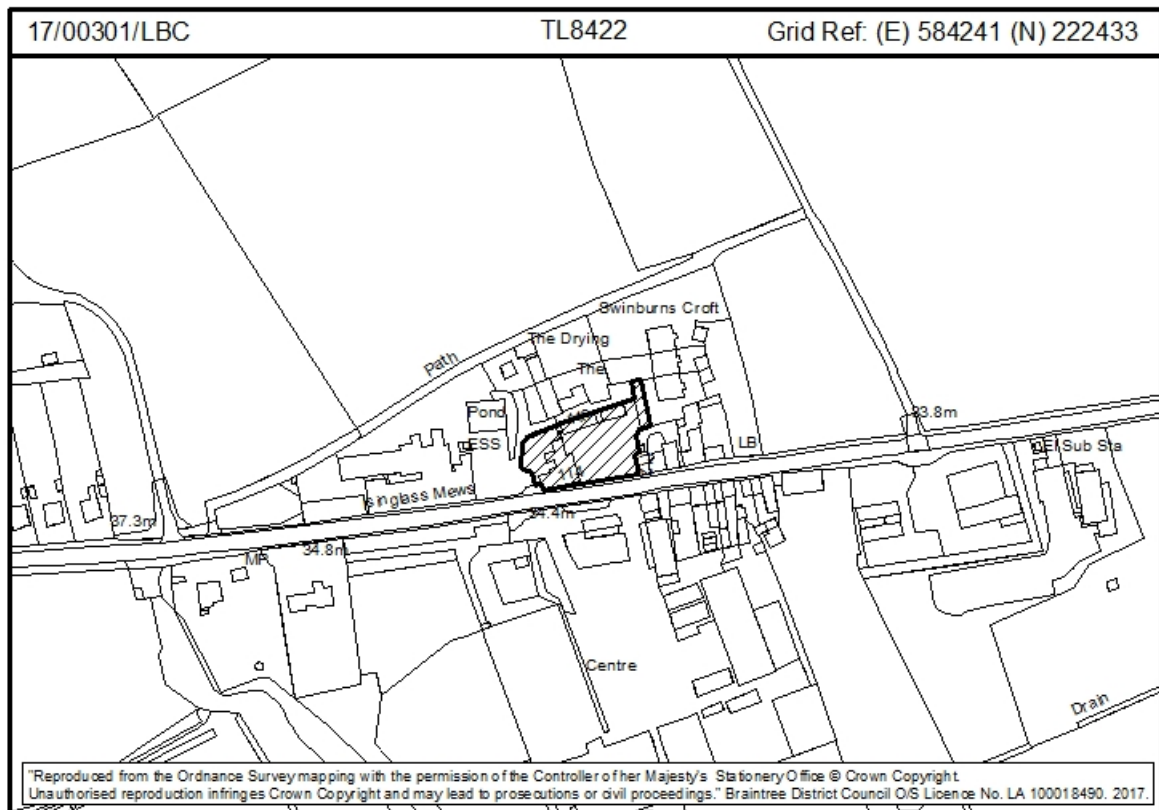 17/00301/LBC TL8422 Grid Ref: (E) 584241 (N) 222433
Swinburns Croft
The Drying
The
Path
Pond
ESS
LB
33.8m
El Sub Sta
Isinglass Mews
37.3m
34.4m
34.8m
MP
Centre
Drain
"Reproduced from the Ordnance Survey mapping with the permission of the Controller of her Majesty's Stationery Office © Crown Copyright.
Unauthorised reproduction infringes Crown Copyright and may lead to prosecutions or civil proceedings." Braintree District Council O/S Licence No. LA 100018490. 2017.